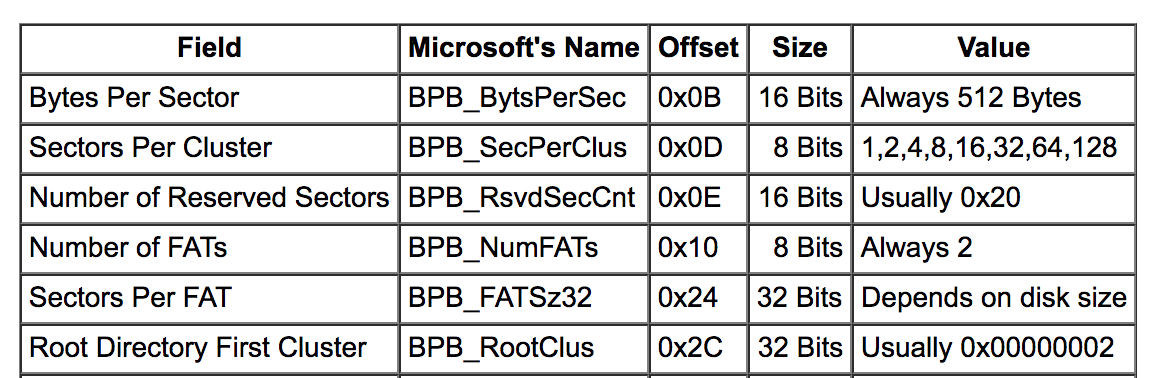 Field Microsoft's Name Offset Size Value
Bytes Per Sector BPB_BytsPerSec 0x0B 16 Bits Always 512 Bytes
Sectors Per Cluster BPB_SecPerClus 0x0D 8 Bits 1,2,4,8,16,32,64,128
Number of Reserved Sectors BPB_RsvdSecCnt 0x0E 16 Bits Usually 0x20
Number of FATs BPB_NumFATs 0x10 8 Bits Always 2
Sectors Per FAT BPB_FATSz32 0x24 32 Bits Depends on disk size
Root Directory First Cluster BPB_RootClus 0x2C 32 Bits Usually 0x00000002